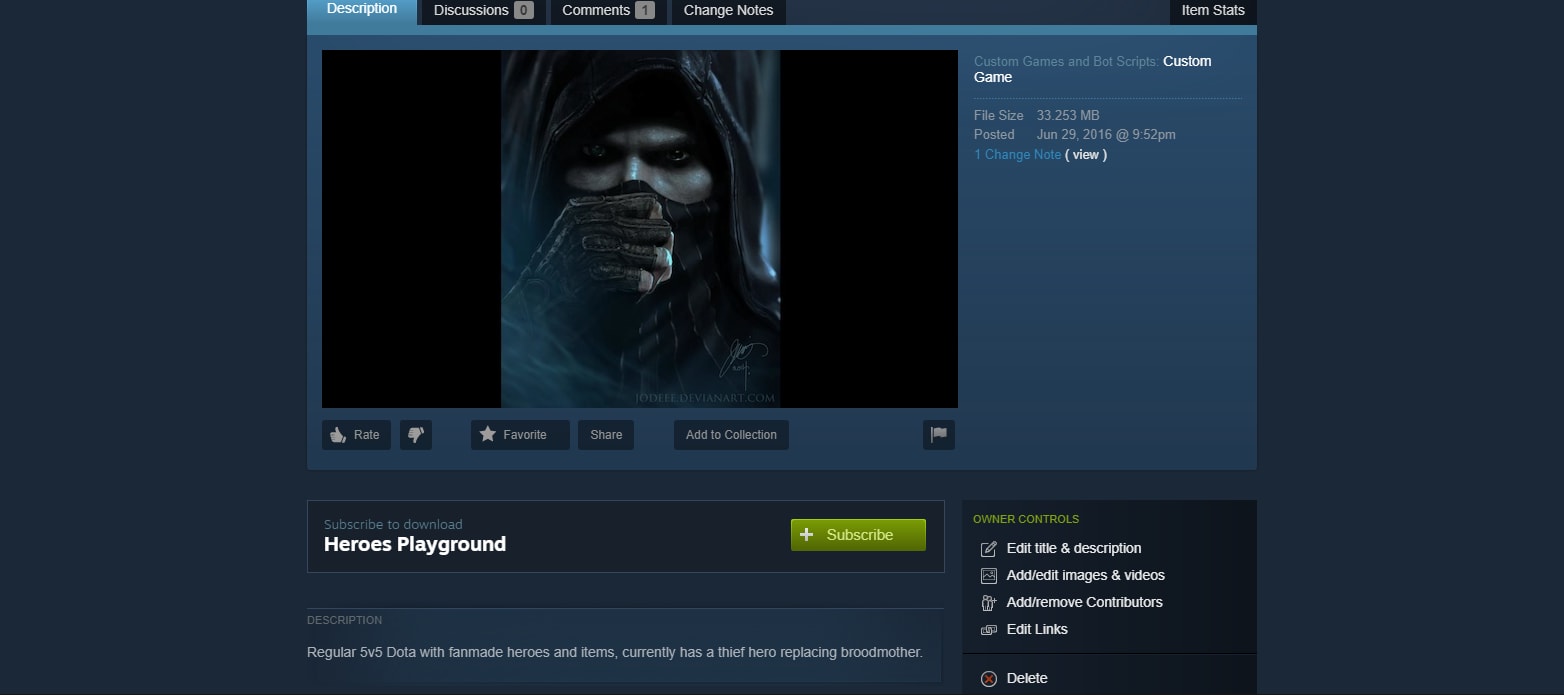 Description
Discussions 0
Comments 1
Change Notes
Item Stats
Custom Games and Bot Scripts: Custom
Game
File Size 33.253 MB
Posted Jun 29, 2016 @ 9:52pm
1 Change Note ( view )
JODEEE.DEVIANART.COM
Rate
Favorite
Share
Add to Collection
Subscribe to download
Heroes Playground
Subscribe
OWNER CONTROLS
Edit title & description
Add/edit images & videos
Add/remove Contributors
Edit Links
Delete
DESCRIPTION
Regular 5v5 Dota with fanmade heroes and items, currently has a thief hero replacing broodmother.